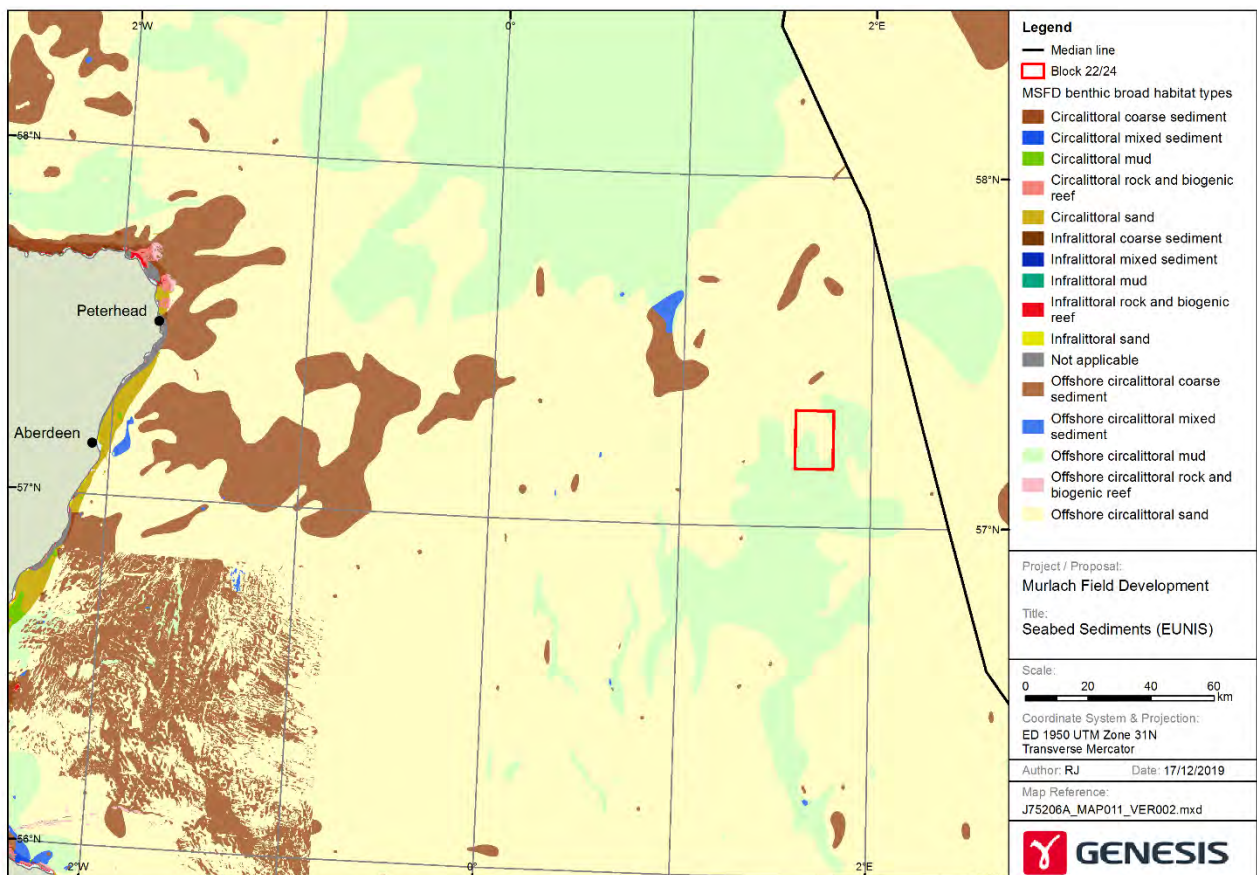 2°W
0°
2°E
58°N
58°N
Peterhead
Aberdeen
57°N
57°N
56°N
2°W
0°
2°E
Legend
Median line
Block 22/24
MSFD benthic broad habitat types
Circalittoral coarse sediment
Circalittoral mixed sediment
Circalittoral mud
Circalittoral rock and biogenic
reef
Circalittoral sand
Infralittoral coarse sediment
Infralittoral mixed sediment
Infralittoral mud
Infralittoral rock and biogenic
reef
Infralittoral sand
Not applicable
Offshore circalittoral coarse
sediment
Offshore circalittoral mixed
sediment
Offshore circalittoral mud
Offshore circalittoral rock and
biogenic reef
Offshore circalittoral sand
Project / Proposal:
Murlach Field Development
Title:
Seabed Sediments (EUNIS)
Scale:
0 20 40 60
km
Coordinate System & Projection:
ED 1950 UTM Zone 31N
Transverse Mercator
Author: RJ Date: 17/12/2019
Map Reference:
J75206A_MAP011_VER002.mxd
GENESIS